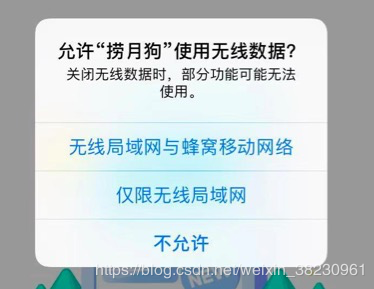 允许“捞月狗”使用无线数据?
关闭无线数据时，部分功能可能无法
使用。
无线局域网与蜂窝移动网络
仅限无线局域网
不允许
NEW
https://blog.csdn.net/weixin_38230961